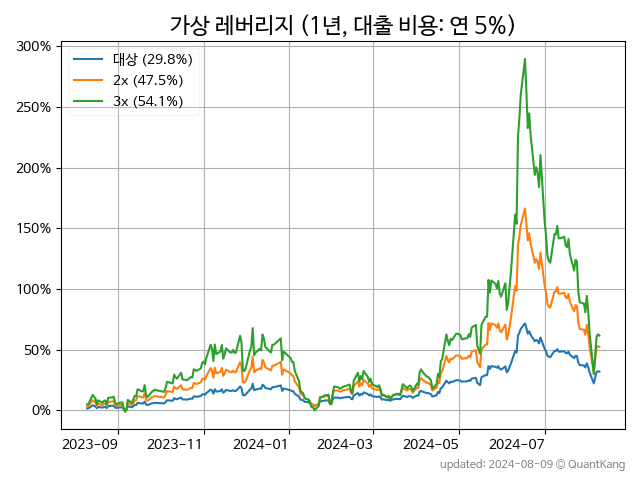 가상 레버리지 (1년, 대출 비용: 연 5%)
대상 (29.8%)
2x (47.5%)
3x (54.1%)
300%
250%
200%
150%
100%
50%
0%
2023-09 2023-11 2024-01 2024-03 2024-05 2024-07
updated: 2024-08-09 © QuantKang